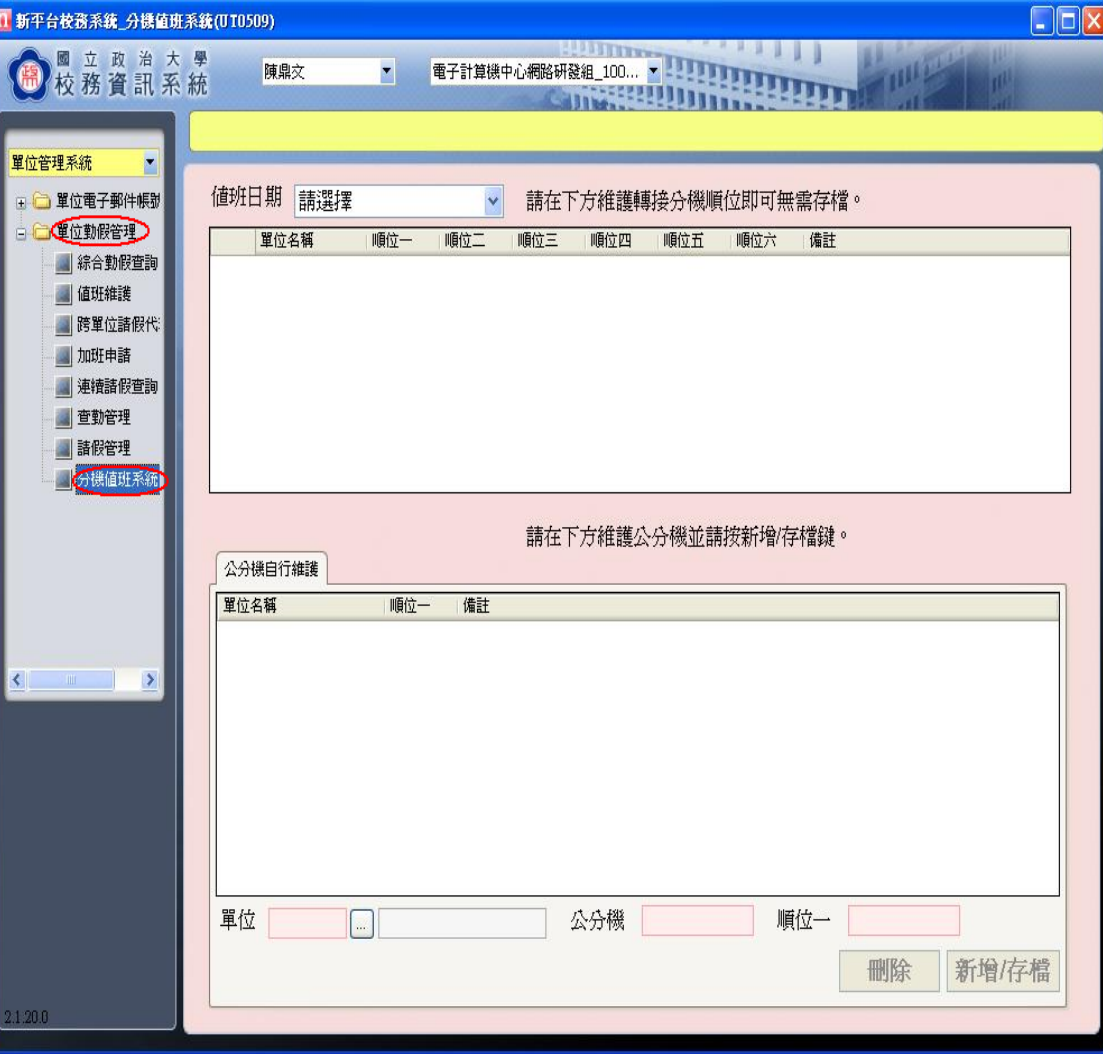 新平台校務系統_分機值班系統(UT0509)
國立政治大學
校務資訊系統
陳鼎文
電子計算機中心網路研發組_100...
單位管理系統
單位電子郵件帳號
單位勤假管理
綜合勤假查詢
值班維護
跨單位請假代
加班申請
連續請假查詢
查勤管理
請假管理
分機值班系統
值班日期 請選擇 請在下方維護轉接分機順位即可無需存檔。
單位名稱 順位一 順位二 順位三 順位四 順位五 順位六 備註
請在下方維護公分機並請按新增/存檔鍵。
公分機自行維護
單位名稱 順位一 備註
單位 ... 公分機 順位一
刪除 新增/存檔
2.1.20.0